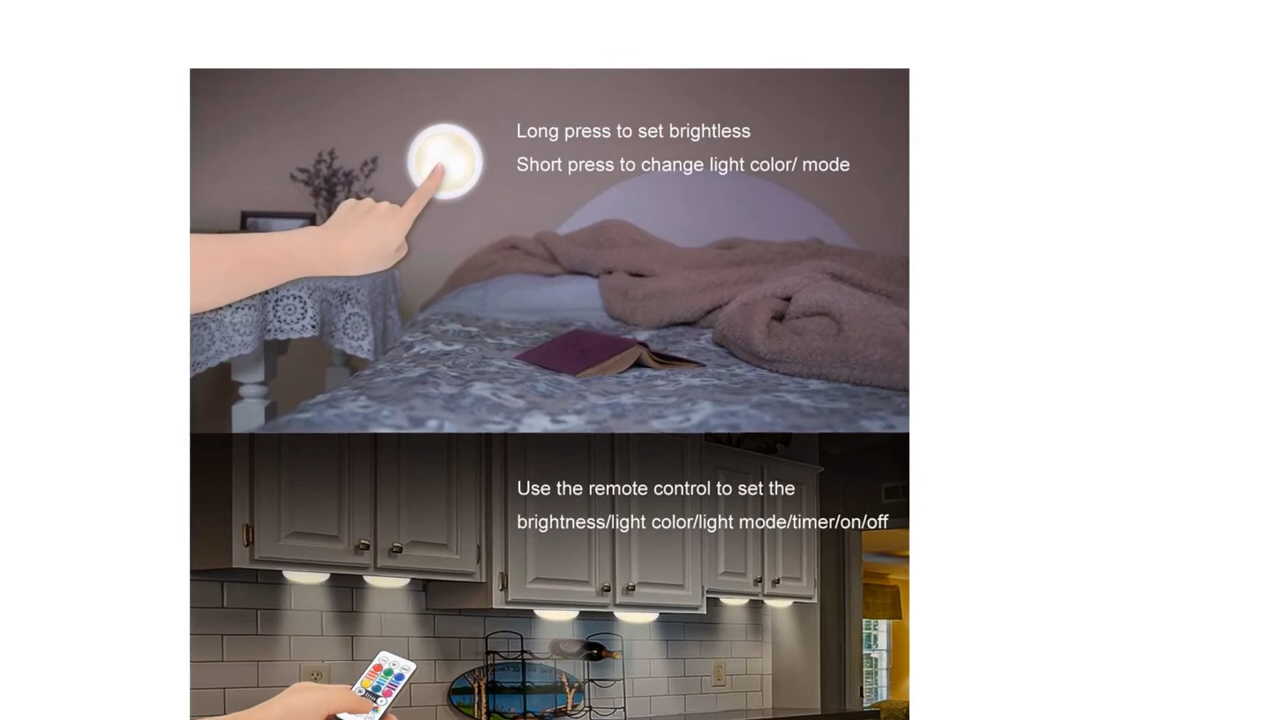 Long press to set brightless
Short press to change light color/ mode
Use the remote control to set the
brightness/light color/light mode/timer/on/off